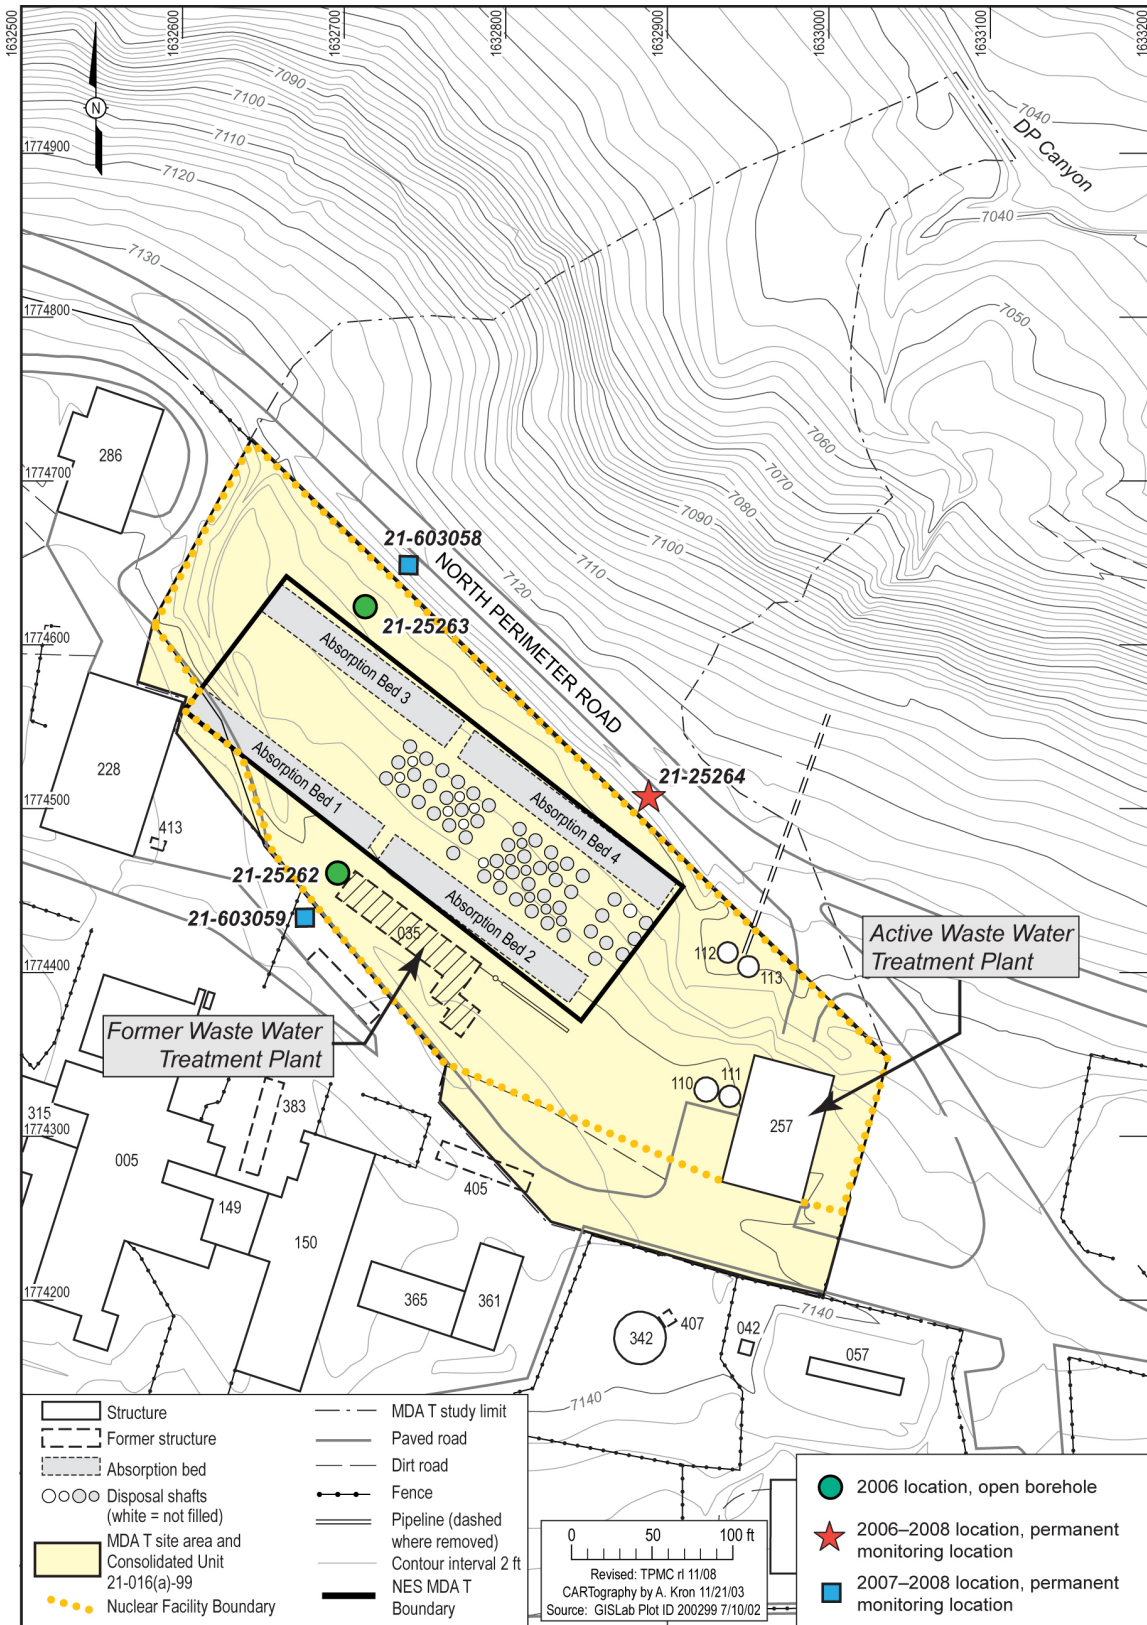 1632500
1632600
1632700
1632800
1632900
1633000
1633100
1633200
N
7090
7100
7110
7120
7130
7040
DP Canyon
7040
7050
1774900
1774800
1774700
1774600
1774500
1774400
1774300
1774200
286
21-603058
NORTH PERIMETER ROAD
7060
7070
7080
7090
7100
7110
7120
21-25263
Absorption Bed 3
228
Absorption Bed 1
21-25264
Absorption Bed 4
413
21-25262
21-603059
035
Absorption Bed 2
112
113
Active Waste Water
Treatment Plant
Former Waste Water
Treatment Plant
110
111
257
315
383
005
405
149
150
365
361
342
407
042
057
7140
7140
Structure
Former structure
Absorption bed
Disposal shafts
(white = not filled)
MDA T site area and
Consolidated Unit
21-016(a)-99
Nuclear Facility Boundary
MDA T study limit
Paved road
Dirt road
Fence
Pipeline (dashed
where removed)
Contour interval 2 ft
NES MDA T
Boundary
0 50 100 ft
Revised: TPMC rl 11/08
CARTography by A. Kron 11/21/03
Source: GISLab Plot ID 200299 7/10/02
2006 location, open borehole
2006–2008 location, permanent
monitoring location
2007–2008 location, permanent
monitoring location